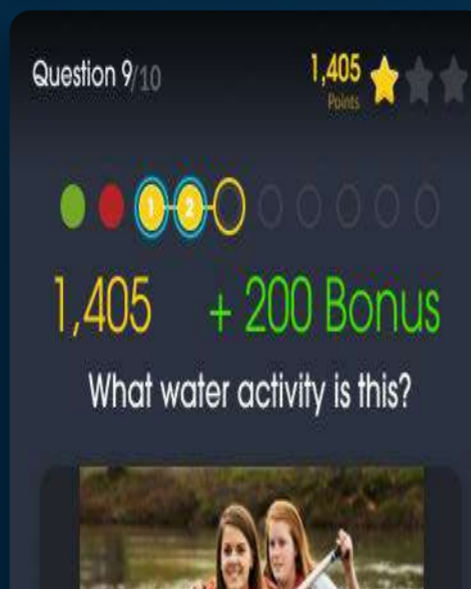 Question 9/10
1,405
Points
1 2
1,405 + 200 Bonus
What water activity is this?